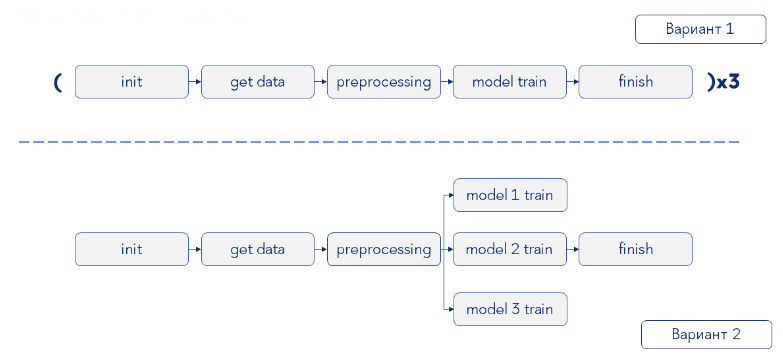 Вариант 1
( init get data preprocessing model train finish )x3
model 1 train
init get data preprocessing model 2 train finish
model 3 train
Вариант 2